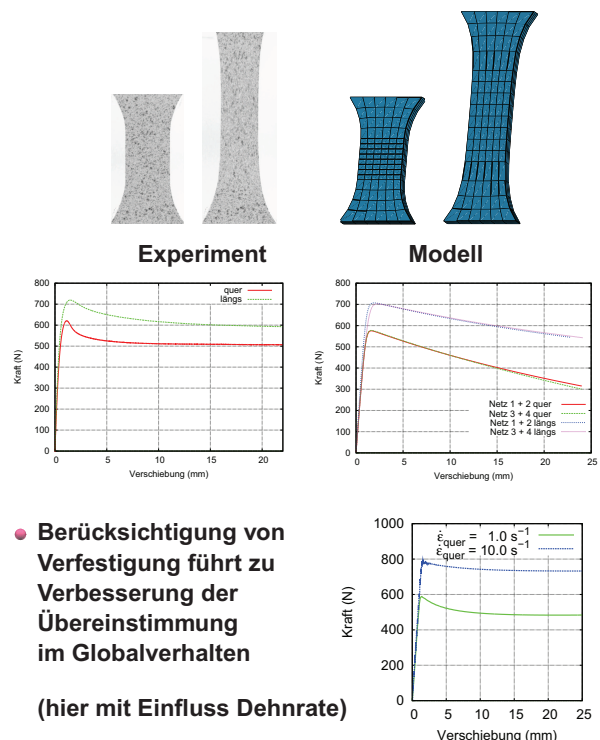 Experiment
Modell
800
700
600
500
400
300
200
100
0
0 5 10 15 20
Kraft (N)
Verschiebung (mm)
quer
längs
800
700
600
500
400
300
200
100
0
0 5 10 15 20 25
Kraft (N)
Verschiebung (mm)
Netz 1 + 2 quer
Netz 3 + 4 quer
Netz 1 + 2 längs
Netz 3 + 4 längs
Berücksichtigung von
Verfestigung führt zu
Verbesserung der
Übereinstimmung
im Globalverhalten
(hier mit Einfluss Dehnrate)
1000
800
600
400
200
0
0 5 10 15 20 25
Kraft (N)
Verschiebung (mm)
ε̇quer = 1.0 s⁻¹
ε̇quer = 10.0 s⁻¹